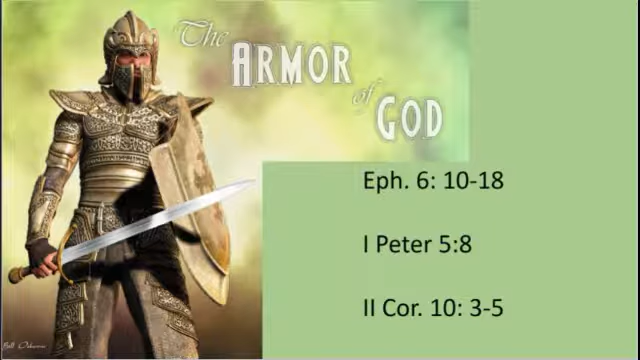 The
ARMOR
of
GOD
Eph. 6: 10-18
I Peter 5:8
II Cor. 10: 3-5